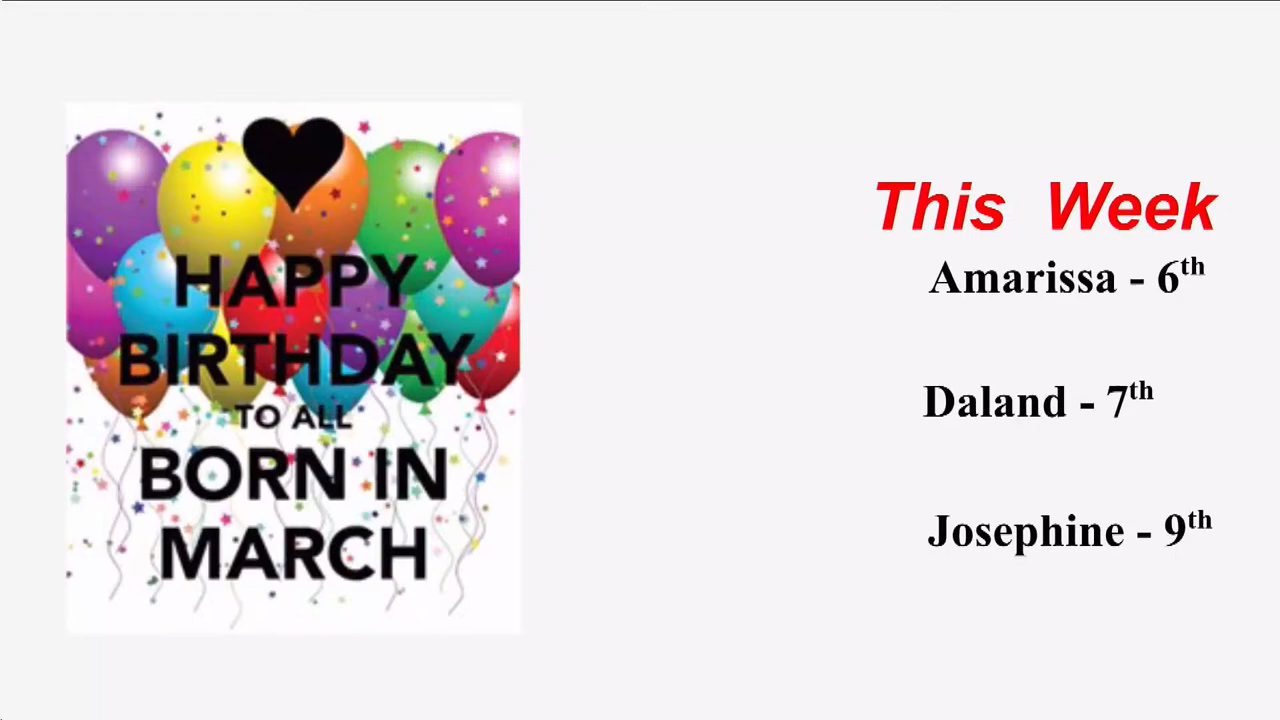 HAPPY
BIRTHDAY
TO ALL
BORN IN
MARCH
This Week
Amarissa - 6th
Daland - 7th
Josephine - 9th